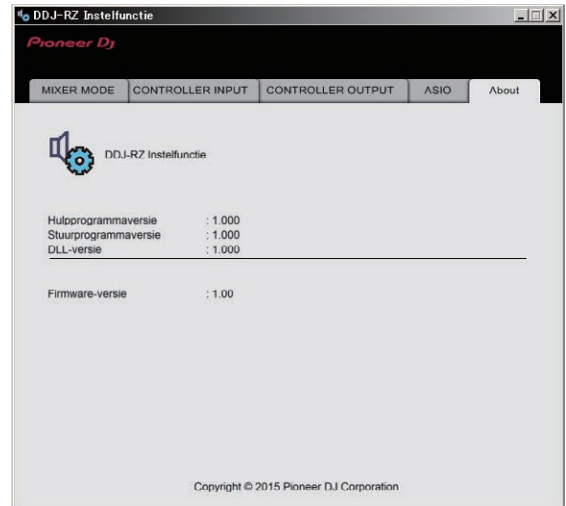 DDJ-RZ Instelfunctie
Pioneer Dj
MIXER MODE CONTROLLER INPUT CONTROLLER OUTPUT ASIO About
DDJ-RZ Instelfunctie
Hulpprogrammaversie : 1.000
Stuurprogrammaversie : 1.000
DLL-versie : 1.000
Firmware-versie : 1.00
Copyright © 2015 Pioneer DJ Corporation